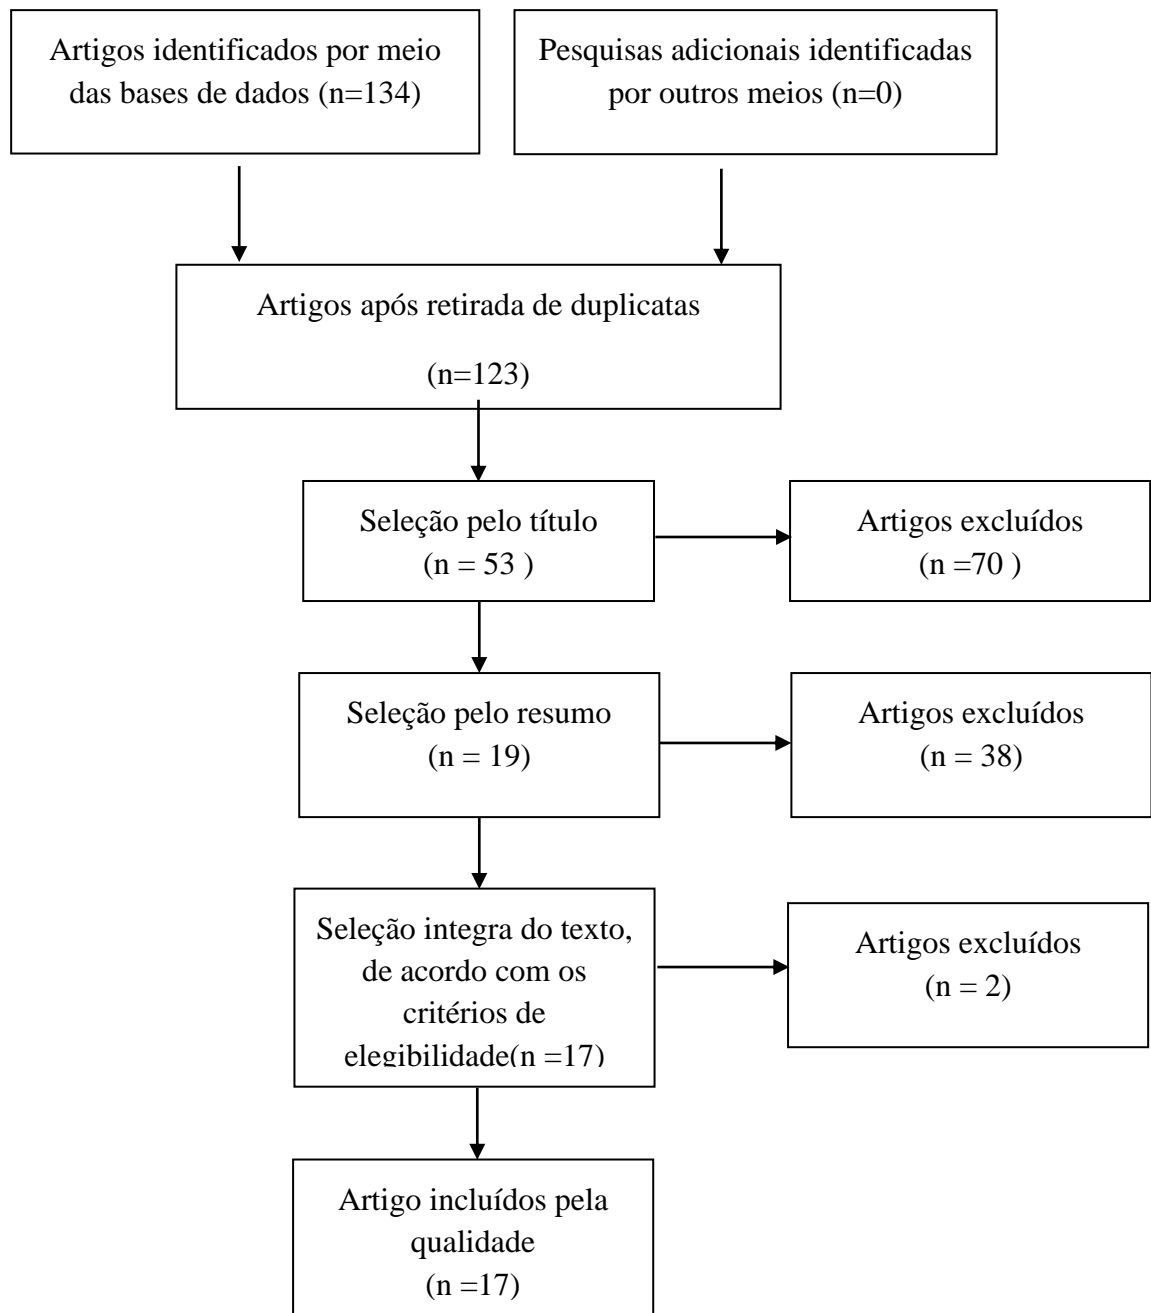 Artigos identificados por meio
das bases de dados (n=134)
Pesquisas adicionais identificadas
por outros meios (n=0)
Artigos após retirada de duplicatas
(n=123)
Seleção pelo título
(n = 53 )
Artigos excluídos
(n =70 )
Seleção pelo resumo
(n = 19)
Artigos excluídos
(n = 38)
Seleção integra do texto,
de acordo com os
critérios de
elegibilidade(n =17)
Artigos excluídos
(n = 2)
Artigo incluídos pela
qualidade
(n =17)